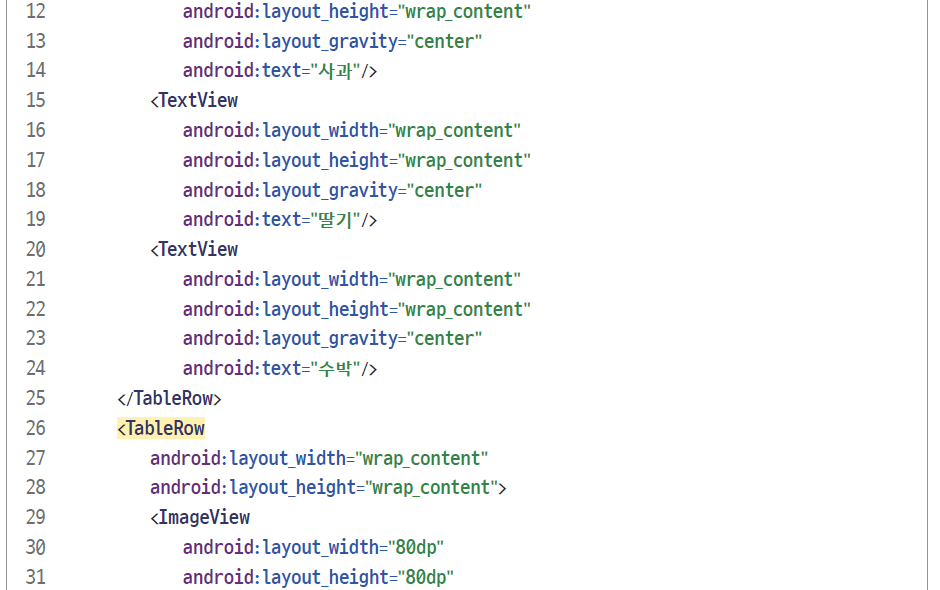 12 android:layout_height="wrap_content"
13 android:layout_gravity="center"
14 android:text="사과"/>
15 <TextView
16 android:layout_width="wrap_content"
17 android:layout_height="wrap_content"
18 android:layout_gravity="center"
19 android:text="딸기"/>
20 <TextView
21 android:layout_width="wrap_content"
22 android:layout_height="wrap_content"
23 android:layout_gravity="center"
24 android:text="수박"/>
25 </TableRow>
26 <TableRow
27 android:layout_width="wrap_content"
28 android:layout_height="wrap_content">
29 <ImageView
30 android:layout_width="80dp"
31 android:layout_height="80dp"